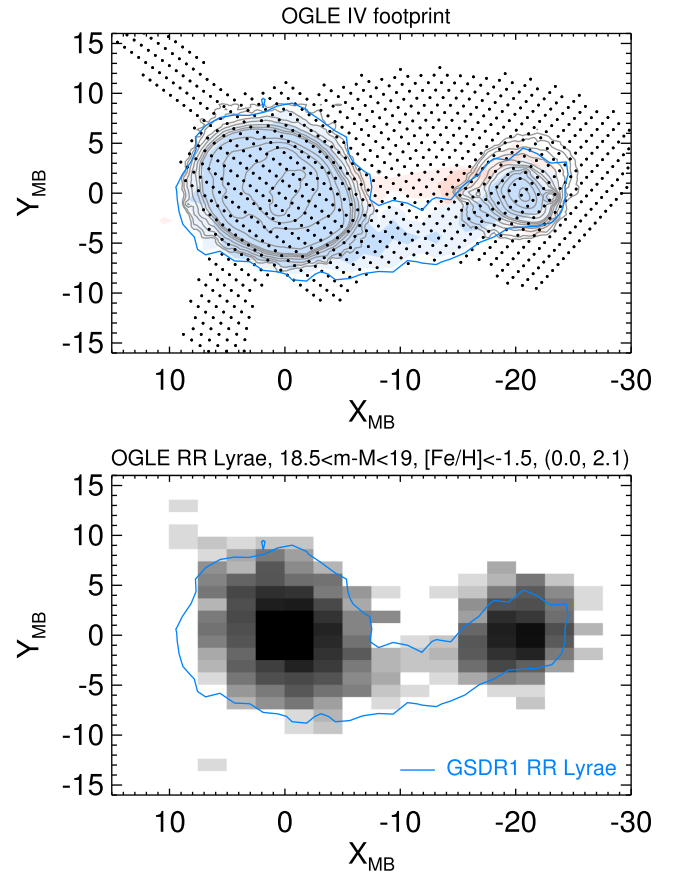 OGLE IV footprint
15
10
5
0
-5
-10
-15
Y_MB
10 0 -10 -20 -30
X_MB
OGLE RR Lyrae, 18.5<m-M<19, [Fe/H]<-1.5, (0.0, 2.1)
15
10
5
0
-5
-10
-15
Y_MB
GSDR1 RR Lyrae
10 0 -10 -20 -30
X_MB